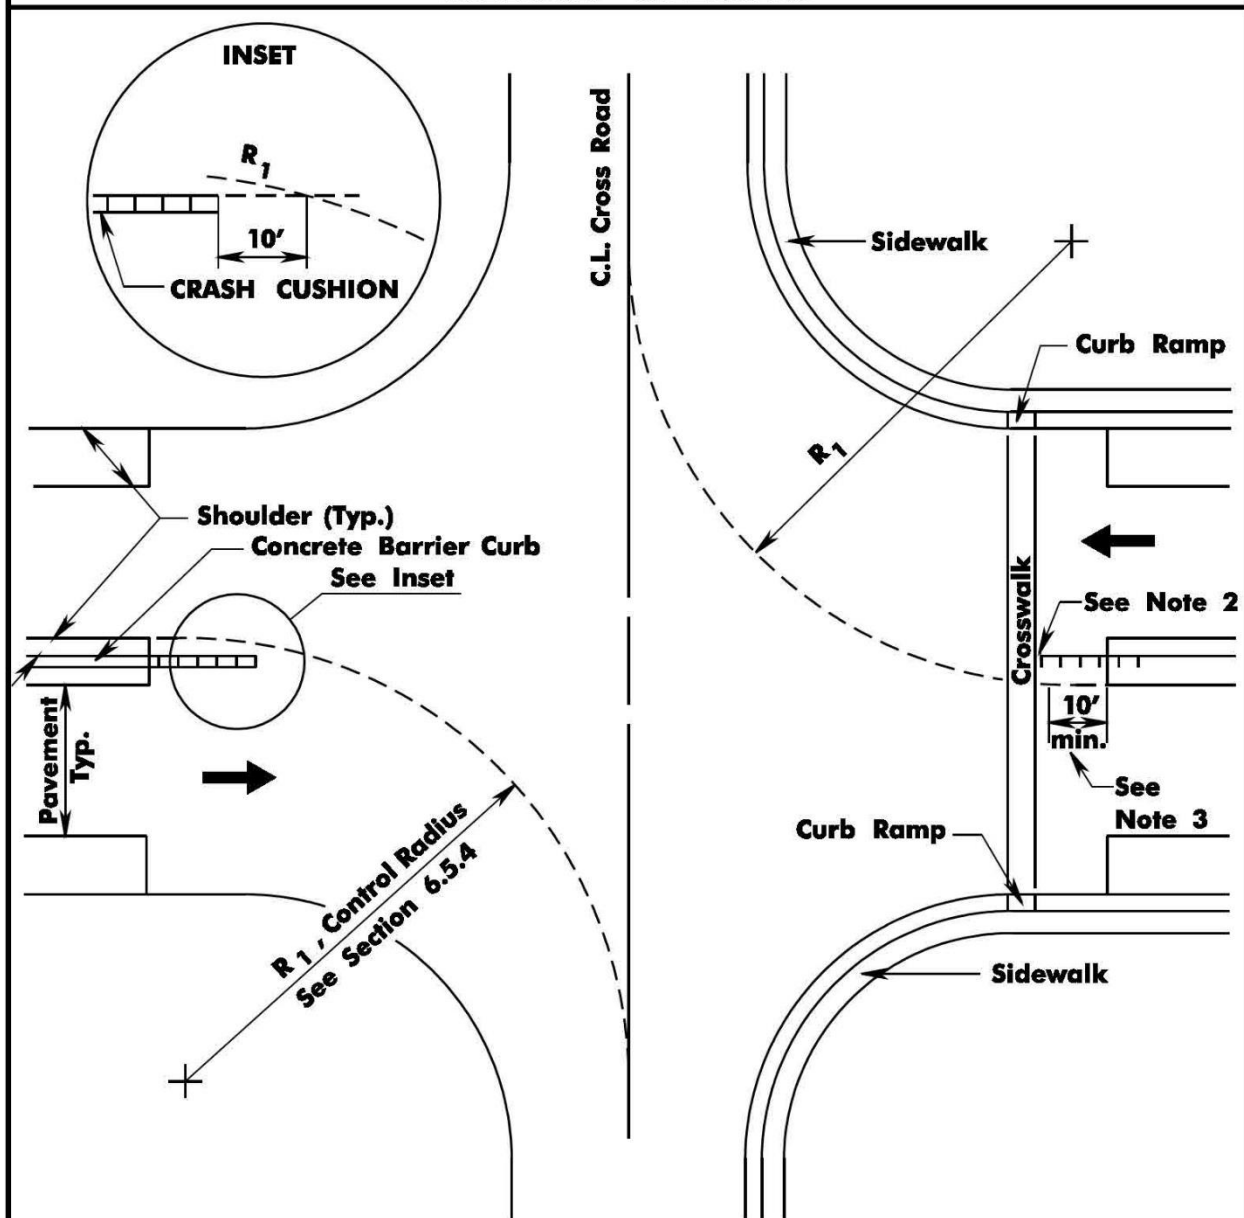 INSET
R1
10'
CRASH CUSHION
C.L. Cross Road
Sidewalk
Curb Ramp
R1
Shoulder (Typ.)
Concrete Barrier Curb
See Inset
Crosswalk
See Note 2
Pavement
Typ.
10'
min.
See
Note 3
Curb Ramp
R1, Control Radius
See Section 6.5.4
Sidewalk